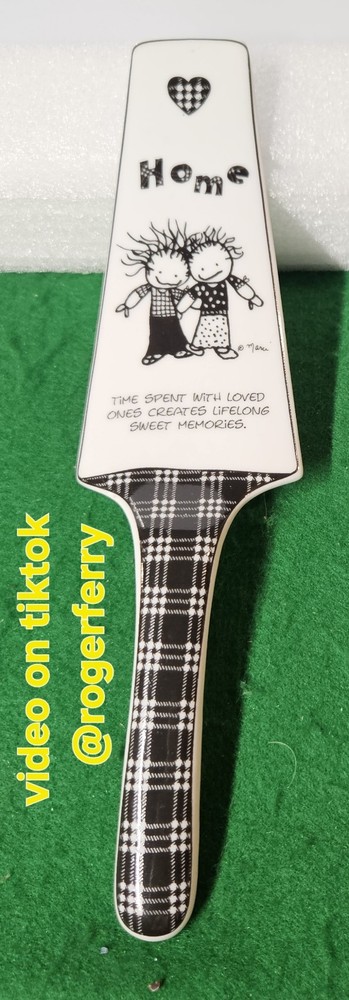 Home
© Marci
TIME SPENT WITH LOVED
ONES CREATES LIFELONG
SWEET MEMORIES.
video on tiktok
@rogerferry